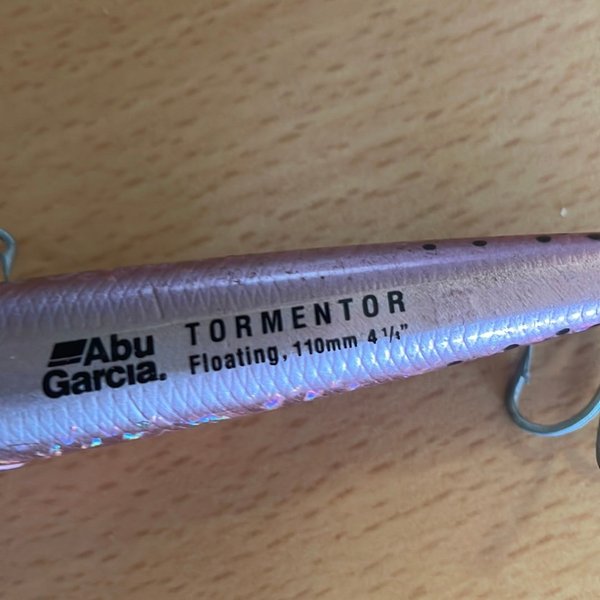 Abu
Garcia.
TORMENTOR
Floating, 110mm 4 1/4"